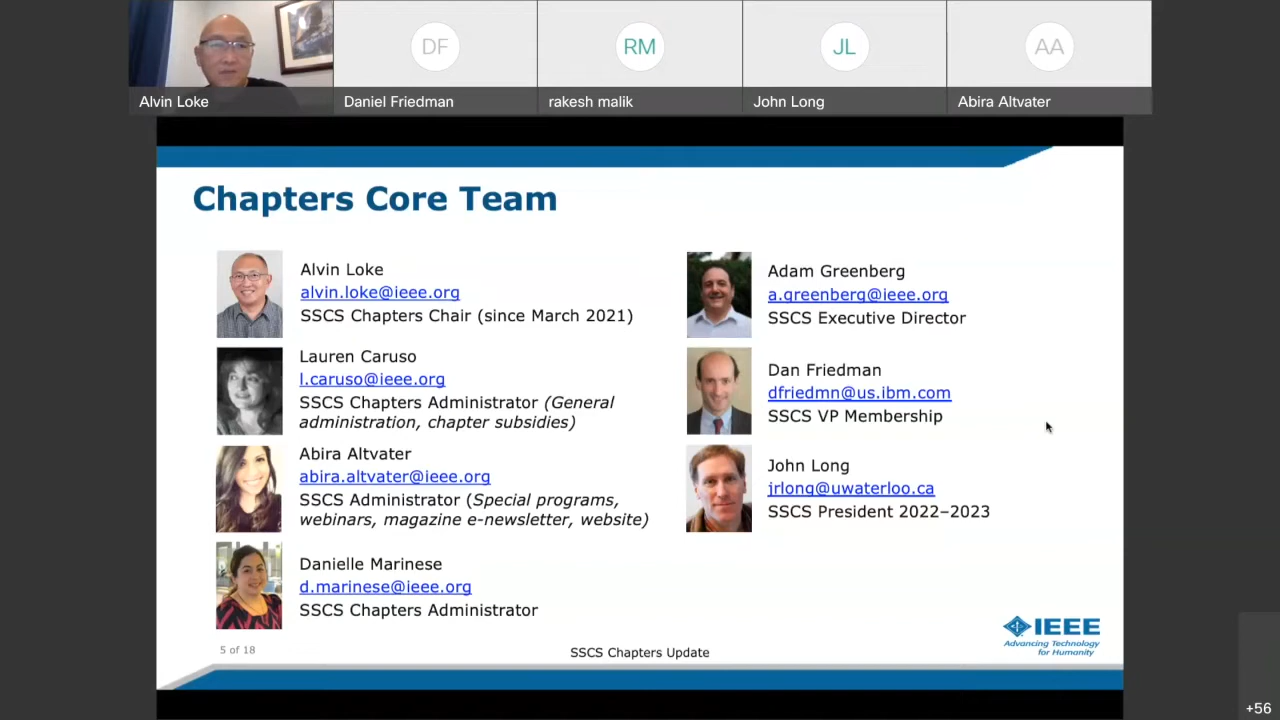 DF
RM
JL
AA
Alvin Loke
Daniel Friedman
rakesh malik
John Long
Abira Altvater
Chapters Core Team
Alvin Loke
alvin.loke@ieee.org
SSCS Chapters Chair (since March 2021)
Lauren Caruso
l.caruso@ieee.org
SSCS Chapters Administrator (General
administration, chapter subsidies)
Abira Altvater
abira.altvater@ieee.org
SSCS Administrator (Special programs,
webinars, magazine e-newsletter, website)
Danielle Marinese
d.marinese@ieee.org
SSCS Chapters Administrator
Adam Greenberg
a.greenberg@ieee.org
SSCS Executive Director
Dan Friedman
dfriedmn@us.ibm.com
SSCS VP Membership
John Long
jrlong@uwaterloo.ca
SSCS President 2022–2023
5 of 18
SSCS Chapters Update
IEEE
Advancing Technology
for Humanity
+56